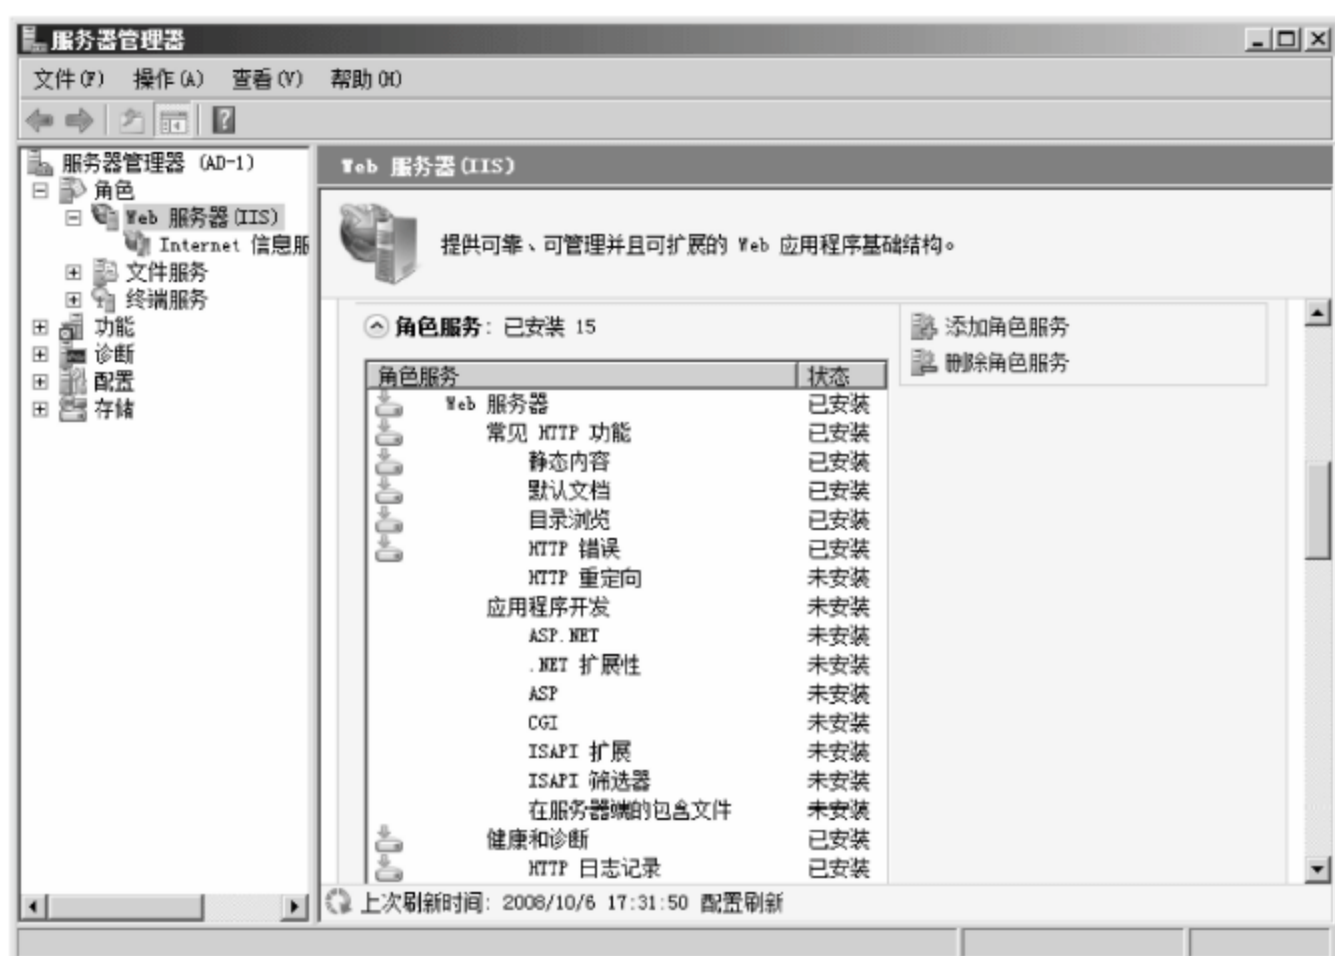 服务器管理器
文件(F) 操作(A) 查看(V) 帮助(H)
服务器管理器 (AD-1)
角色
Web 服务器(IIS)
Internet 信息服
文件服务
终端服务
功能
诊断
配置
存储
Web 服务器(IIS)
提供可靠、可管理并且可扩展的 Web 应用程序基础结构。
角色服务: 已安装 15
添加角色服务
删除角色服务
角色服务 状态
Web 服务器 已安装
常见 HTTP 功能 已安装
静态内容 已安装
默认文档 已安装
目录浏览 已安装
HTTP 错误 已安装
HTTP 重定向 未安装
应用程序开发 未安装
ASP.NET 未安装
.NET 扩展性 未安装
ASP 未安装
CGI 未安装
ISAPI 扩展 未安装
ISAPI 筛选器 未安装
在服务器端的包含文件 未安装
健康和诊断 已安装
HTTP 日志记录 已安装
上次刷新时间: 2008/10/6 17:31:50 配置刷新